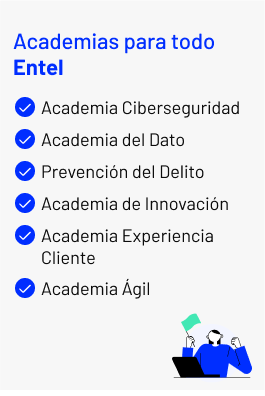 Academias para todo
Entel
Academia Ciberseguridad
Academia del Dato
Prevención del Delito
Academia de Innovación
Academia Experiencia
Cliente
Academia Ágil